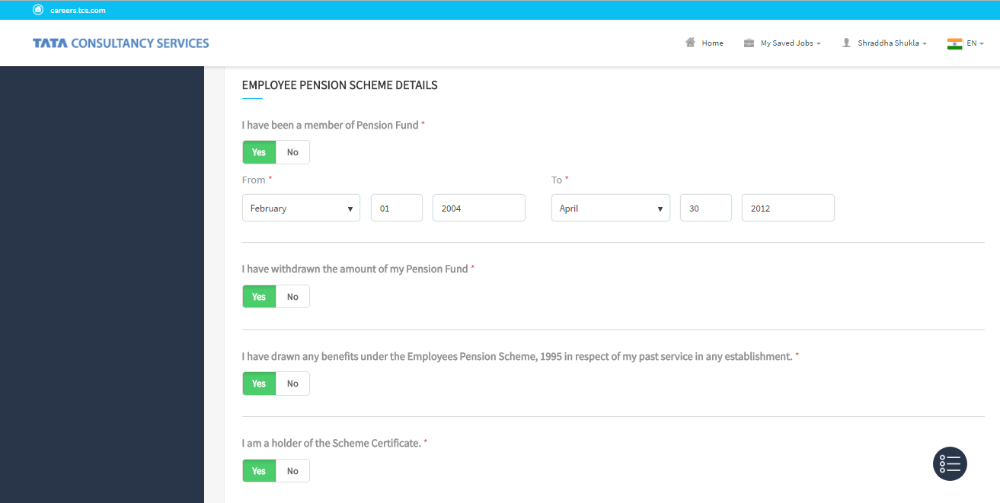 careers.tcs.com
TATA CONSULTANCY SERVICES
Home My Saved Jobs Shraddha Shukla EN
EMPLOYEE PENSION SCHEME DETAILS
I have been a member of Pension Fund *
Yes No
From * To *
February 01 2004 April 30 2012
I have withdrawn the amount of my Pension Fund *
Yes No
I have drawn any benefits under the Employees Pension Scheme, 1995 in respect of my past service in any establishment. *
Yes No
I am a holder of the Scheme Certificate. *
Yes No